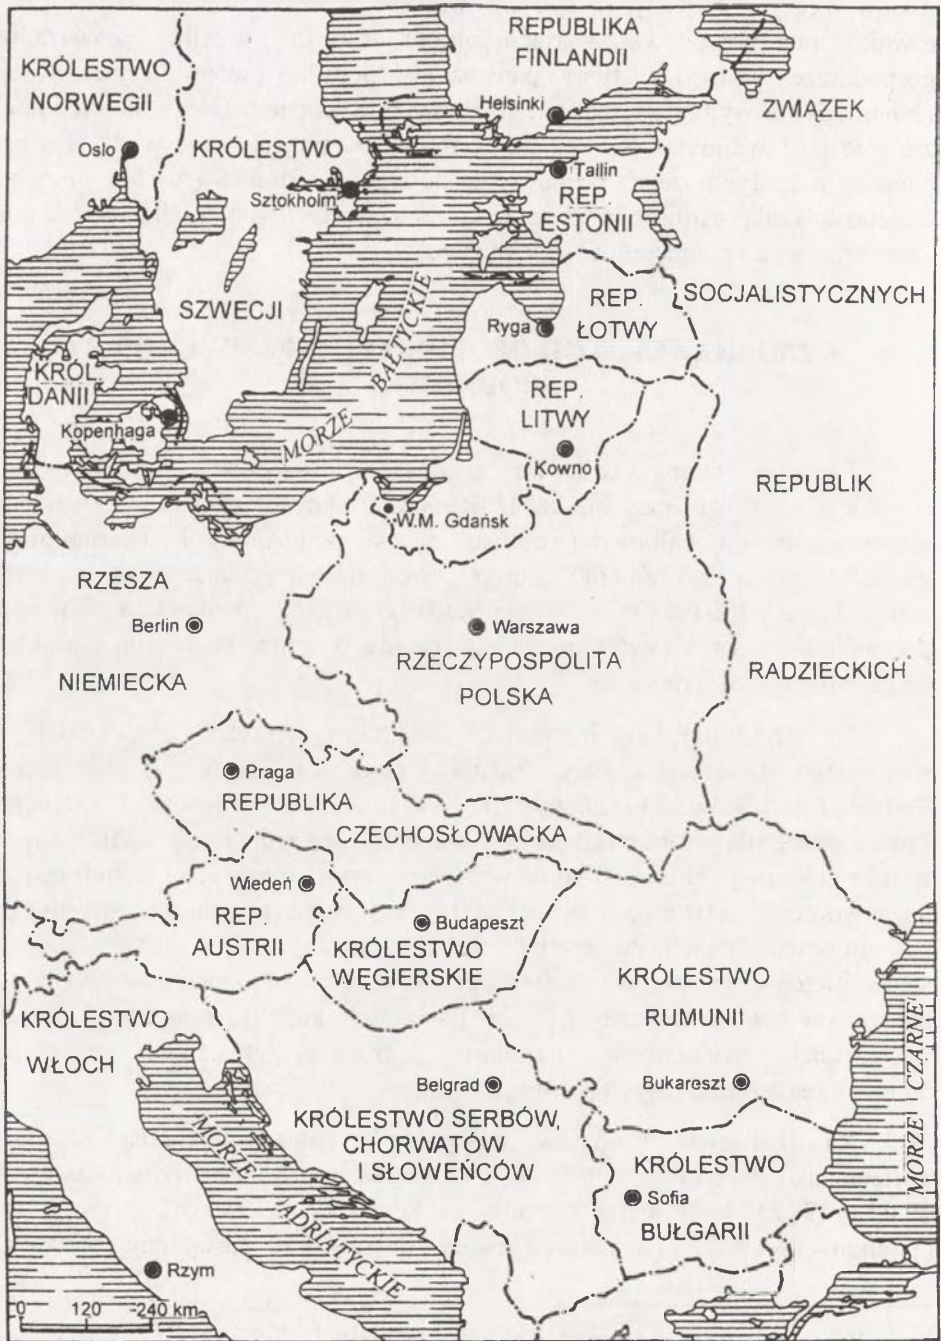 KRÓLESTWO
NORWEGII
Oslo
KRÓLESTWO
SZWECJI
Sztokholm
REPUBLIKA
FINLANDII
Helsinki
ZWIĄZEK
SOCJALISTYCZNYCH
REPUBLIK
RADZIECKICH
Tallin
REP.
ESTONII
REP.
ŁOTWY
Ryga
REP.
LITWY
Kowno
KRÓL
DANII
Kopenhaga
MORZE BAŁTYCKIE
W.M. Gdańsk
RZESZA
NIEMIECKA
Berlin
Warszawa
RZECZYPOSPOLITA
POLSKA
Praga
REPUBLIKA
CZECHOSŁOWACKA
Wiedeń
REP.
AUSTRII
Budapeszt
KRÓLESTWO
WĘGIERSKIE
KRÓLESTWO
RUMUNII
Bukareszt
KRÓLESTWO
WŁOCH
Rzym
Belgrad
KRÓLESTWO SERBÓW,
CHORWATÓW
I SŁOWEŃCÓW
KRÓLESTWO
BUŁGARII
Sofia
MORZE CZARNE
MORZE ADRIATYCKIE
0 120 240 km